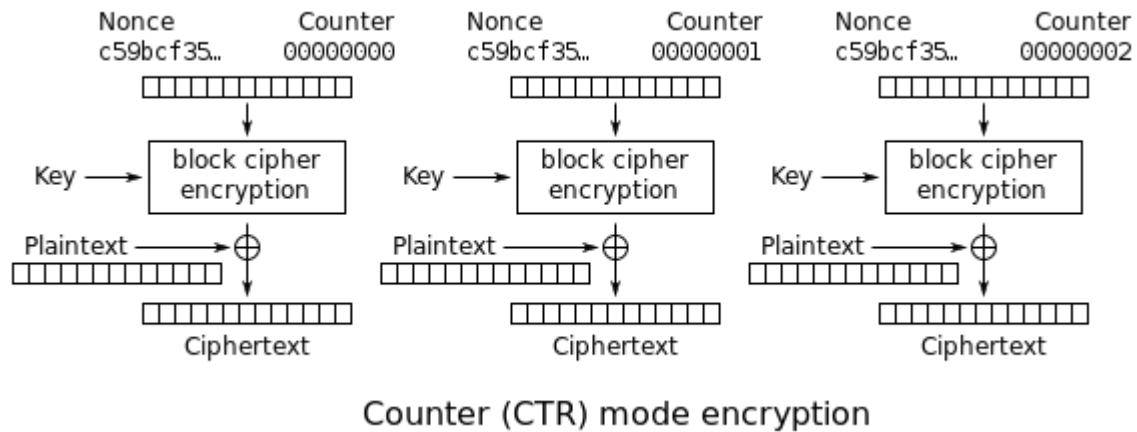 Nonce Counter Nonce Counter Nonce Counter
c59bcf35… 00000000 c59bcf35… 00000001 c59bcf35… 00000002
block cipher block cipher block cipher
Key encryption Key encryption Key encryption
Plaintext Plaintext Plaintext
Ciphertext Ciphertext Ciphertext
Counter (CTR) mode encryption